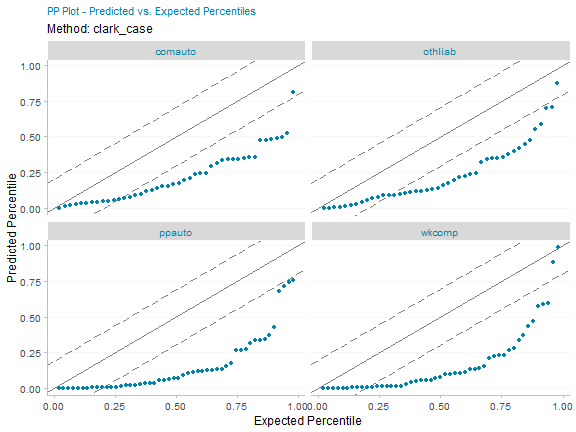 PP Plot - Predicted vs. Expected Percentiles
Method: clark_case
comauto
othliab
1.00
0.75
0.50
0.25
0.00
ppauto
wkcomp
1.00
0.75
0.50
0.25
0.00
0.00 0.25 0.50 0.75 1.00 0.00 0.25 0.50 0.75 1.00
Predicted Percentile
Expected Percentile